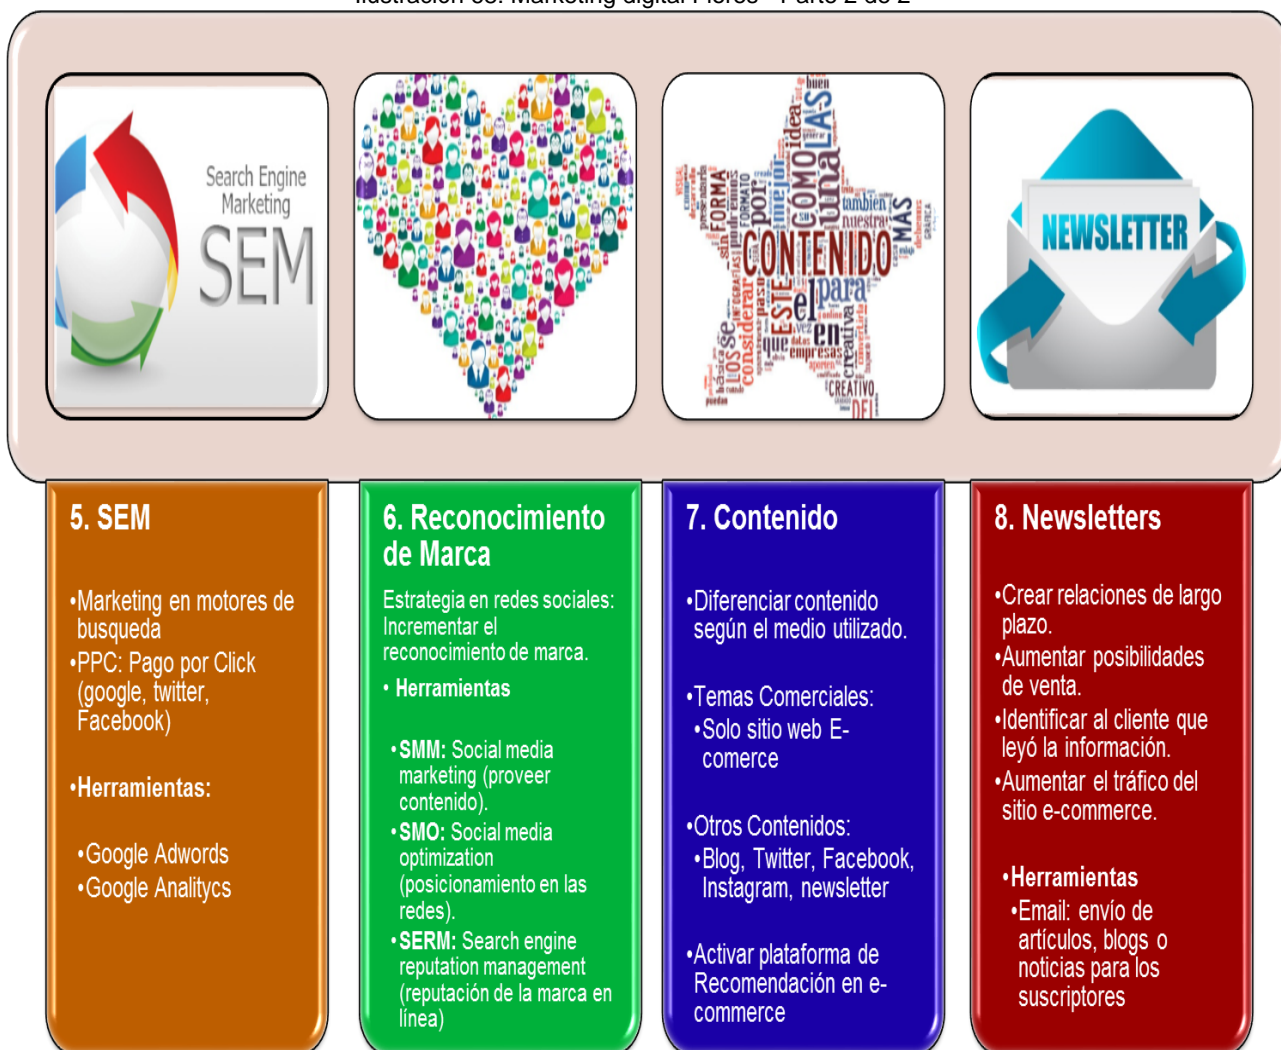 Search Engine
Marketing
SEM
CONTENIDO
NEWSLETTER
5. SEM
•Marketing en motores de
busqueda
•PPC: Pago por Click
(google, twitter,
Facebook)
•Herramientas:
•Google Adwords
•Google Analitycs
6. Reconocimiento
de Marca
Estrategia en redes sociales:
Incrementar el
reconocimiento de marca.
• Herramientas
•SMM: Social media
marketing (proveer
contenido).
•SMO: Social media
optimization
(posicionamiento en las
redes).
•SERM: Search engine
reputation management
(reputación de la marca en
línea)
7. Contenido
•Diferenciar contenido
según el medio utilizado.
•Temas Comerciales:
•Solo sitio web E-
comerce
•Otros Contenidos:
•Blog, Twitter, Facebook,
Instagram, newsletter
•Activar plataforma de
Recomendación en e-
commerce
8. Newsletters
•Crear relaciones de largo
plazo.
•Aumentar posibilidades
de venta.
•Identificar al cliente que
leyó la información.
•Aumentar el tráfico del
sitio e-commerce.
•Herramientas
•Email: envío de
artículos, blogs o
noticias para los
suscriptores